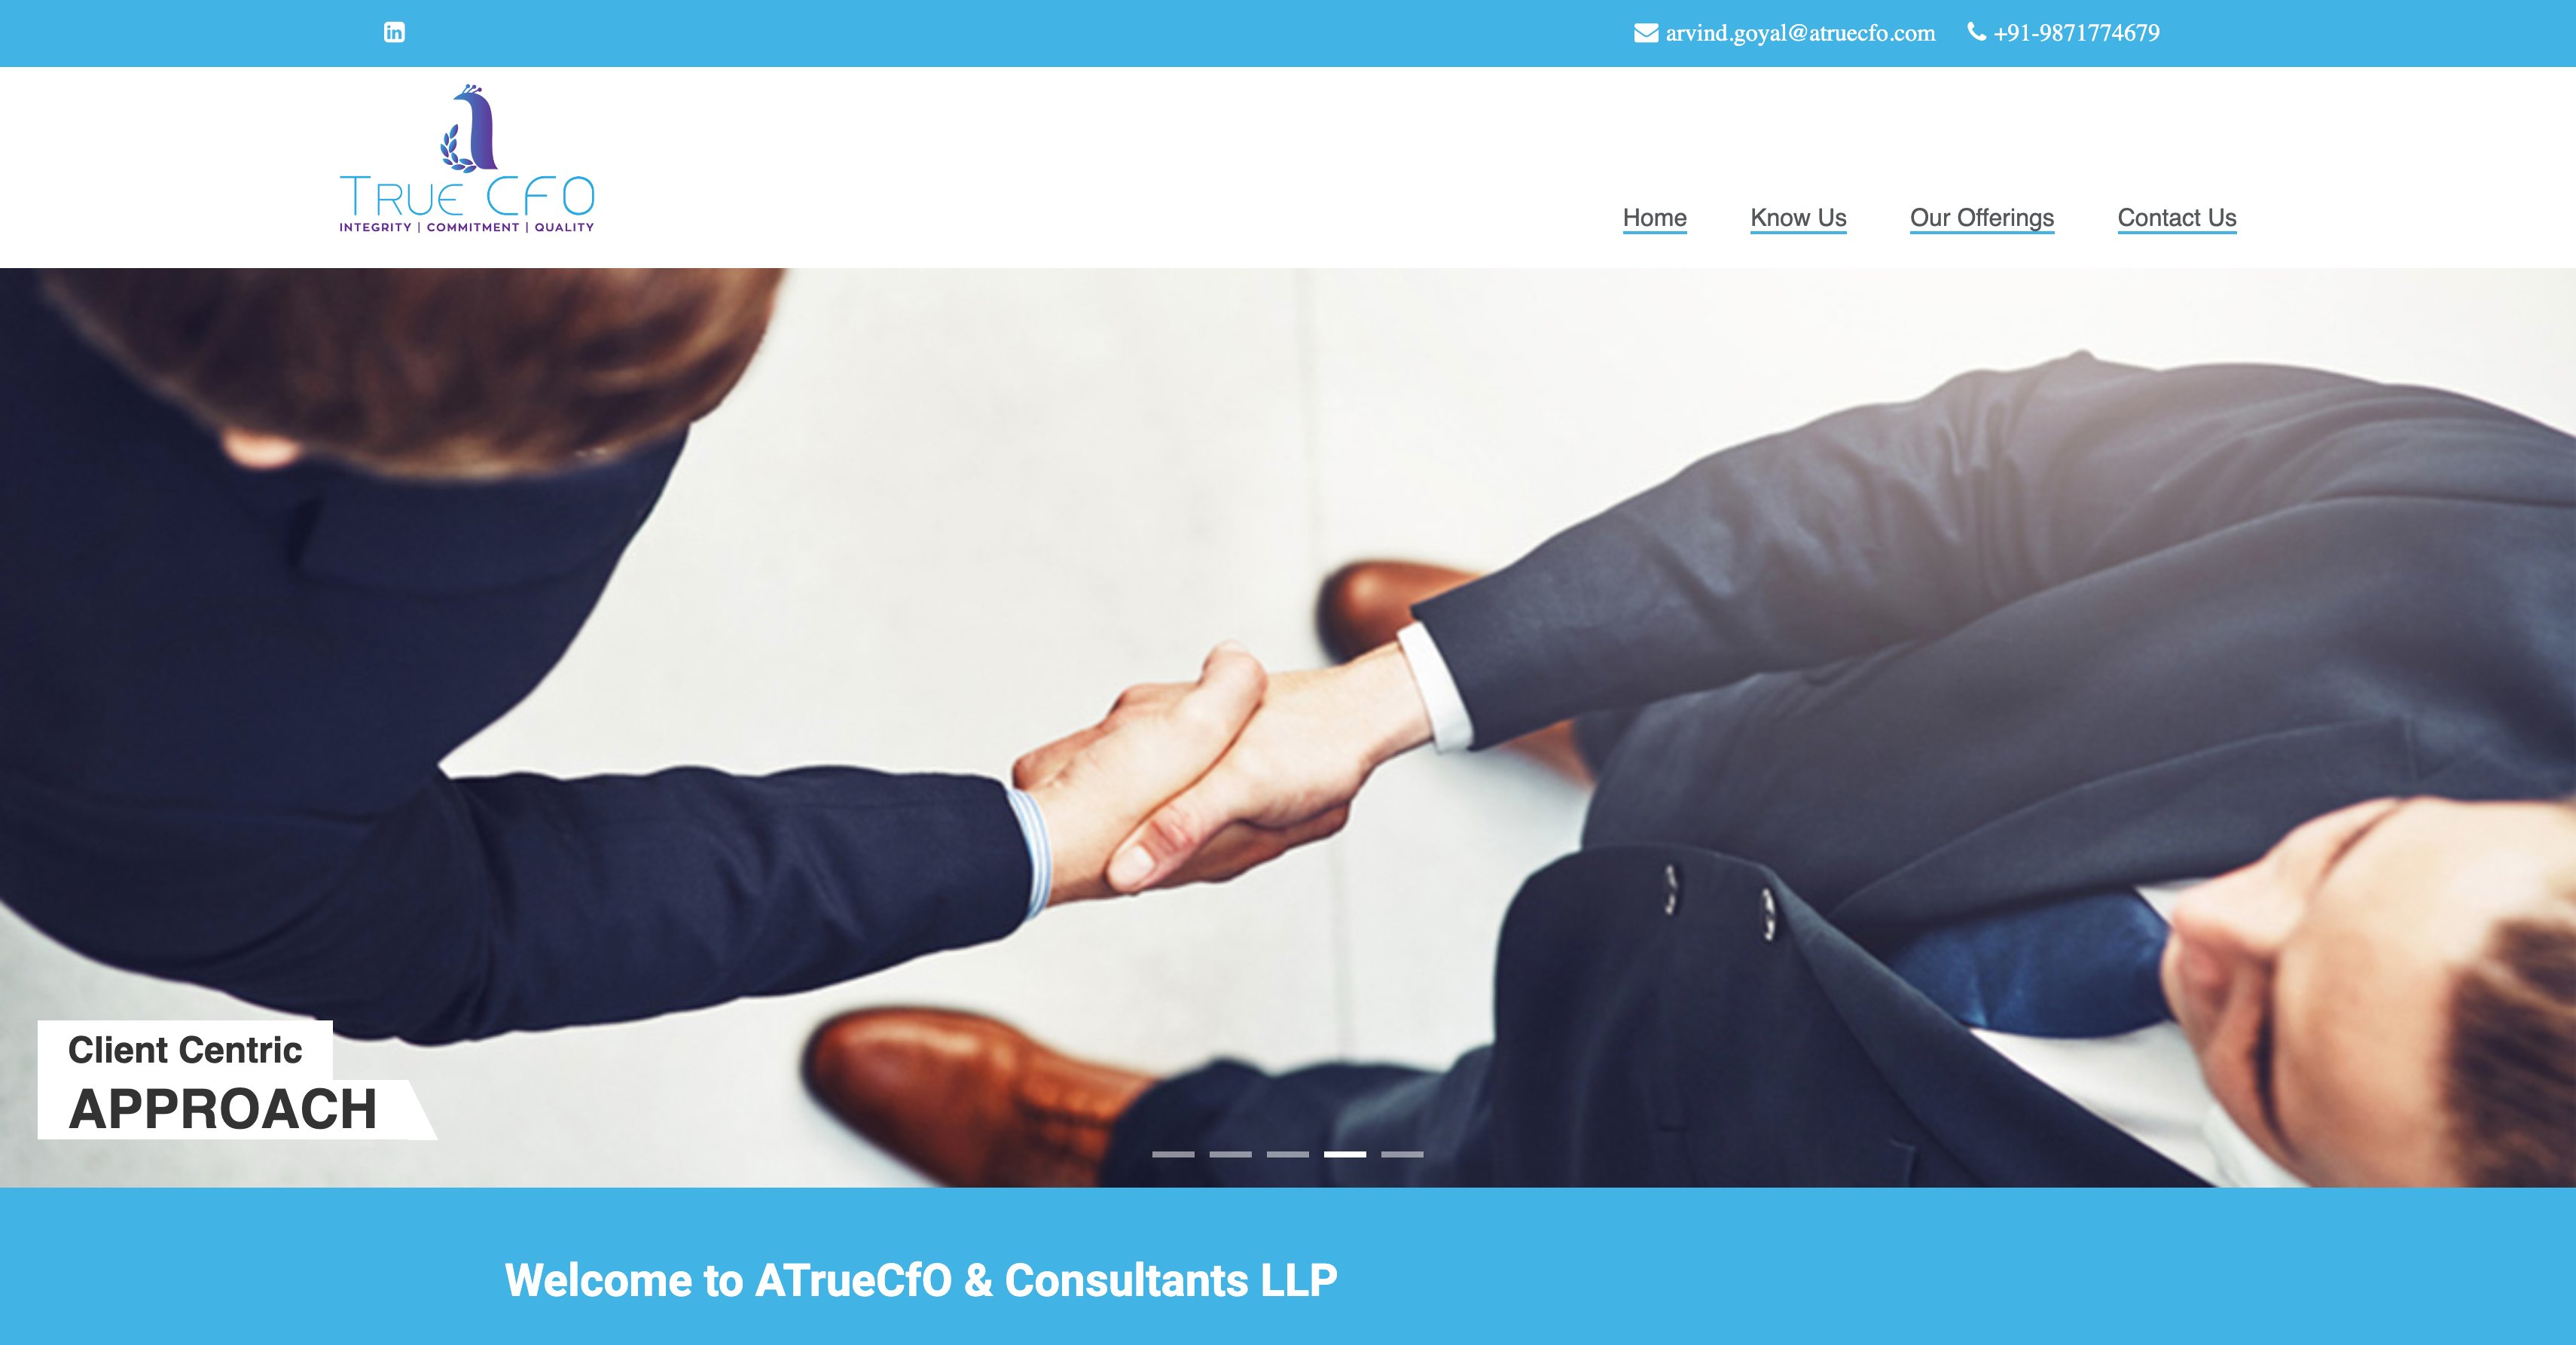 arvind.goyal@atruecfo.com +91-9871774679
TRUE CFO
INTEGRITY | COMMITMENT | QUALITY
Home Know Us Our Offerings Contact Us
Client Centric
APPROACH
Welcome to ATrueCfO & Consultants LLP